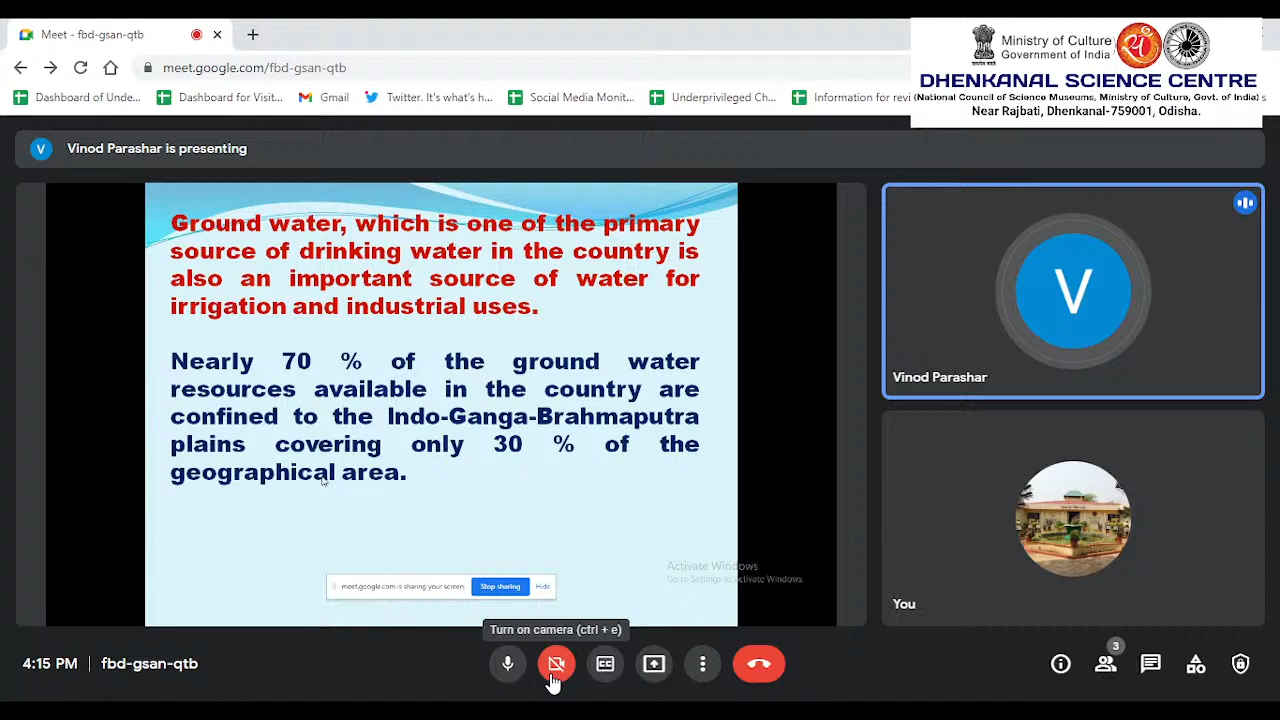 Meet - fbd-gsan-qtb
meet.google.com/fbd-gsan-qtb
Dashboard of Unde...
Dashboard for Visit...
Gmail
Twitter. It's what's h...
Social Media Monit...
Underprivileged Ch...
Information for revi
Ministry of Culture
Government of India
DHENKANAL SCIENCE CENTRE
(National Council of Science Museums, Ministry of Culture, Govt. of India)
Near Rajbati, Dhenkanal-759001, Odisha.
V
Vinod Parashar is presenting
Ground water, which is one of the primary
source of drinking water in the country is
also an important source of water for
irrigation and industrial uses.
Nearly 70 % of the ground water
resources available in the country are
confined to the Indo-Ganga-Brahmaputra
plains covering only 30 % of the
geographical area.
Activate Windows
Go to Settings to activate Windows.
meet.google.com is sharing your screen.
Stop sharing
Hide
V
Vinod Parashar
You
Turn on camera (ctrl + e)
4:15 PM
fbd-gsan-qtb
CC
3